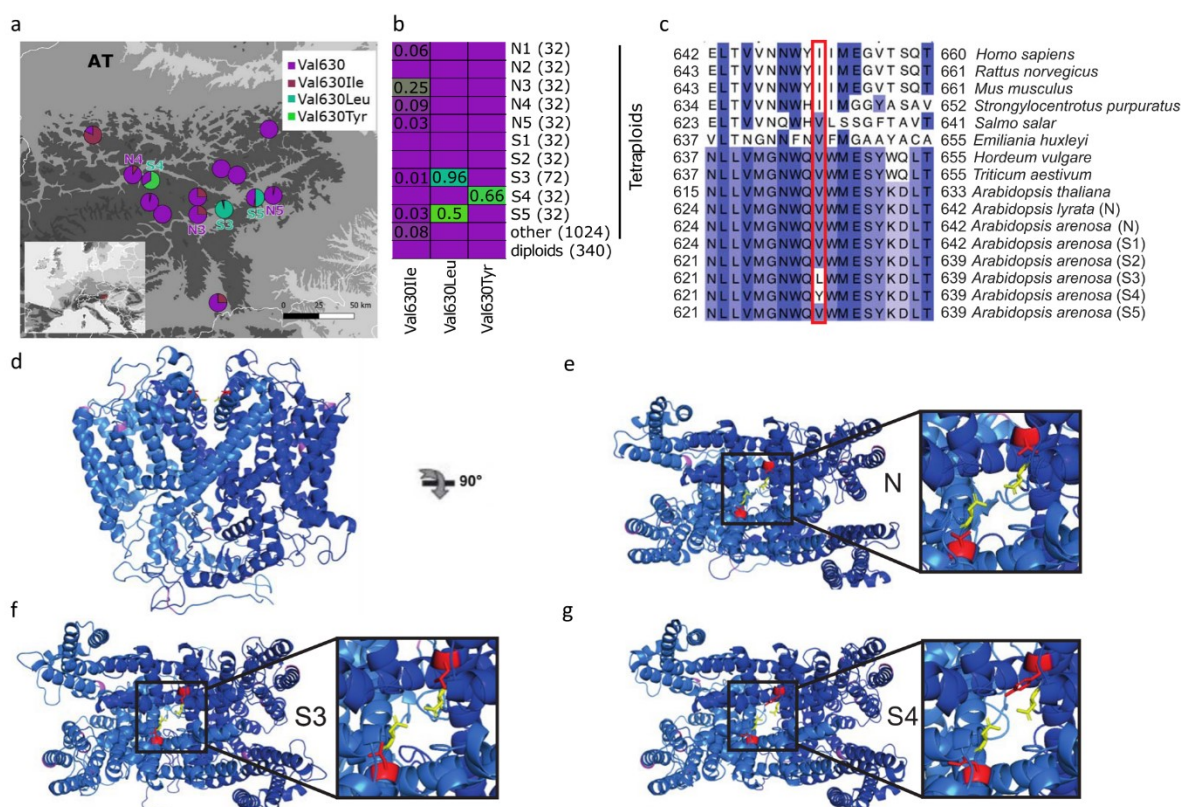 a
AT
Val630
Val630Ile
Val630Leu
Val630Tyr
N4
S4
N3
S3
S5
N5
0 25 50 km
b
0.06 N1 (32)
N2 (32)
0.25 N3 (32)
0.09 N4 (32)
0.03 N5 (32)
S1 (32)
S2 (32)
0.01 0.96 S3 (72)
0.66 S4 (32)
0.03 0.5 S5 (32)
0.08 other (1024)
diploids (340)
Val630Ile
Val630Leu
Val630Tyr
Tetraploids
c
642 ELTVVNNWYIIMEGVTSQT 660 Homo sapiens
643 ELTVVNNWYIIMEGVTSQT 661 Rattus norvegicus
643 ELTVVNNWYIIMEGVTSQT 661 Mus musculus
634 ELTVVNNWHIIMGGYASAV 652 Strongylocentrotus purpuratus
623 ELTVVNQWHVLSSGFTAVT 641 Salmo salar
637 VLTNGNNFNVFMGAAYACA 655 Emiliania huxleyi
637 NLLVMGNWQVWMESYWQLT 655 Hordeum vulgare
637 NLLVMGNWQVWMESYWQLT 655 Triticum aestivum
615 NLLVMGNWQVWMESYKDLT 633 Arabidopsis thaliana
624 NLLVMGNWQVWMESYKDLT 642 Arabidopsis lyrata (N)
624 NLLVMGNWQVWMESYKDLT 642 Arabidopsis arenosa (N)
624 NLLVMGNWQVWMESYKDLT 642 Arabidopsis arenosa (S1)
621 NLLVMGNWQVWMESYKDLT 639 Arabidopsis arenosa (S2)
621 NLLVMGNWQLWMESYKDLT 639 Arabidopsis arenosa (S3)
621 NLLVMGNWQYWMESYKDLT 639 Arabidopsis arenosa (S4)
621 NLLVMGNWQVWMESYKDLT 639 Arabidopsis arenosa (S5)
d
90°
e
N
f
S3
g
S4